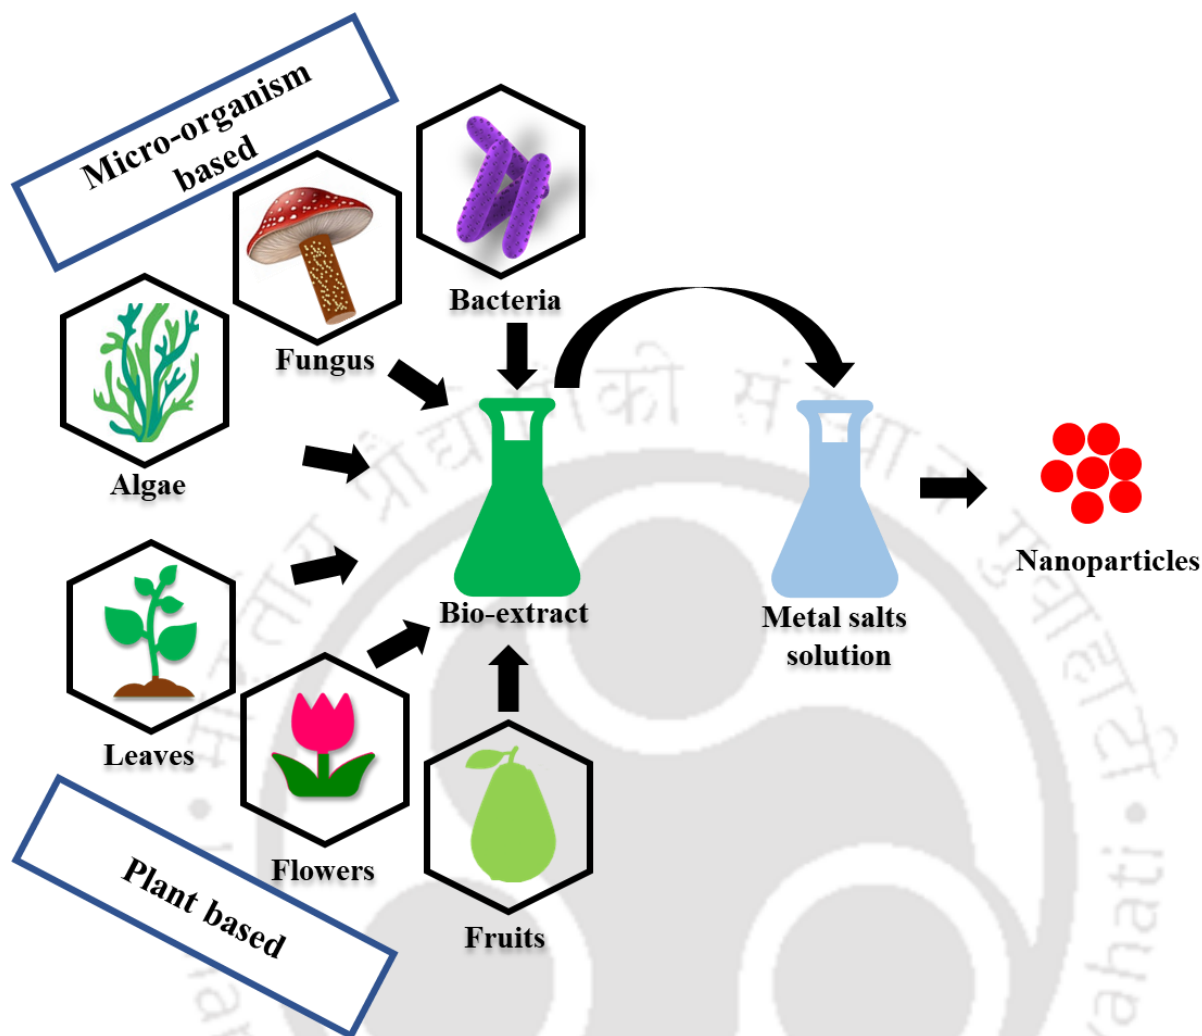 Micro-organism
based
Bacteria
Fungus
Algae
Bio-extract
Metal salts
solution
Nanoparticles
Leaves
Flowers
Fruits
Plant based